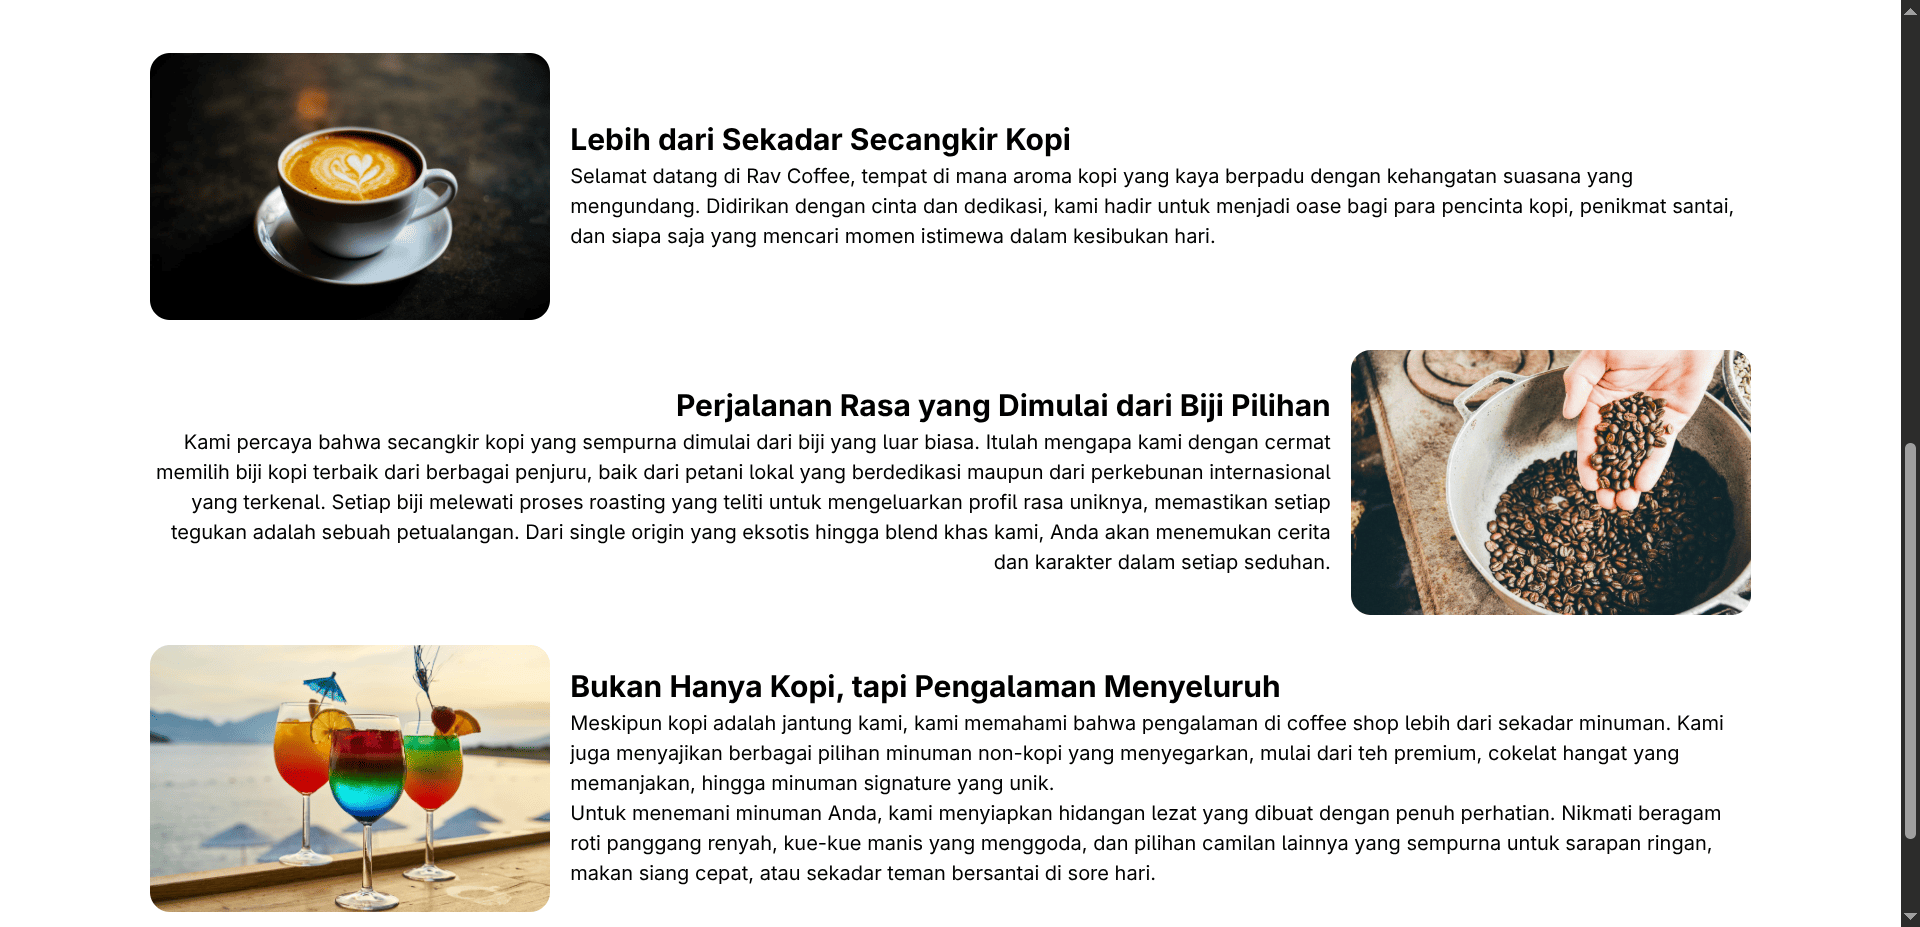 Lebih dari Sekadar Secangkir Kopi
Selamat datang di Rav Coffee, tempat di mana aroma kopi yang kaya berpadu dengan kehangatan suasana yang
mengundang. Didirikan dengan cinta dan dedikasi, kami hadir untuk menjadi oase bagi para pencinta kopi, penikmat santai,
dan siapa saja yang mencari momen istimewa dalam kesibukan hari.
Perjalanan Rasa yang Dimulai dari Biji Pilihan
Kami percaya bahwa secangkir kopi yang sempurna dimulai dari biji yang luar biasa. Itulah mengapa kami dengan cermat
memilih biji kopi terbaik dari berbagai penjuru, baik dari petani lokal yang berdedikasi maupun dari perkebunan internasional
yang terkenal. Setiap biji melewati proses roasting yang teliti untuk mengeluarkan profil rasa uniknya, memastikan setiap
tegukan adalah sebuah petualangan. Dari single origin yang eksotis hingga blend khas kami, Anda akan menemukan cerita
dan karakter dalam setiap seduhan.
Bukan Hanya Kopi, tapi Pengalaman Menyeluruh
Meskipun kopi adalah jantung kami, kami memahami bahwa pengalaman di coffee shop lebih dari sekadar minuman. Kami
juga menyajikan berbagai pilihan minuman non-kopi yang menyegarkan, mulai dari teh premium, cokelat hangat yang
memanjakan, hingga minuman signature yang unik.
Untuk menemani minuman Anda, kami menyiapkan hidangan lezat yang dibuat dengan penuh perhatian. Nikmati beragam
roti panggang renyah, kue-kue manis yang menggoda, dan pilihan camilan lainnya yang sempurna untuk sarapan ringan,
makan siang cepat, atau sekadar teman bersantai di sore hari.